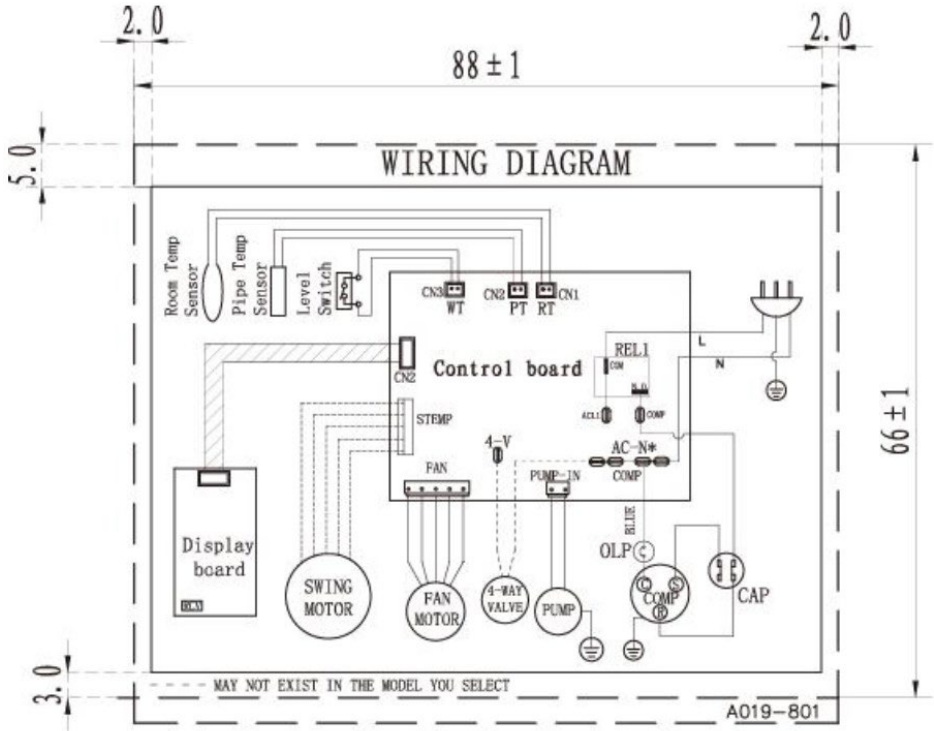 2.0
2.0
88±1
5.0
WIRING DIAGRAM
Room Temp
Sensor
Pipe Temp
Sensor
Level
Switch
CN3
WT
CN2
PT
RT
CN1
L
N
REL1
COM
N.O
Control board
CN2
ACL1
COMP
STEMP
4-V
AC-N*
COMP
66±1
FAN
PUMP-IN
BLUE
OLP
Display
board
SWING
MOTOR
FAN
MOTOR
4-WAY
VALVE
PUMP
C
S
COMP
R
CAP
3.0
MAY NOT EXIST IN THE MODEL YOU SELECT
A019-801